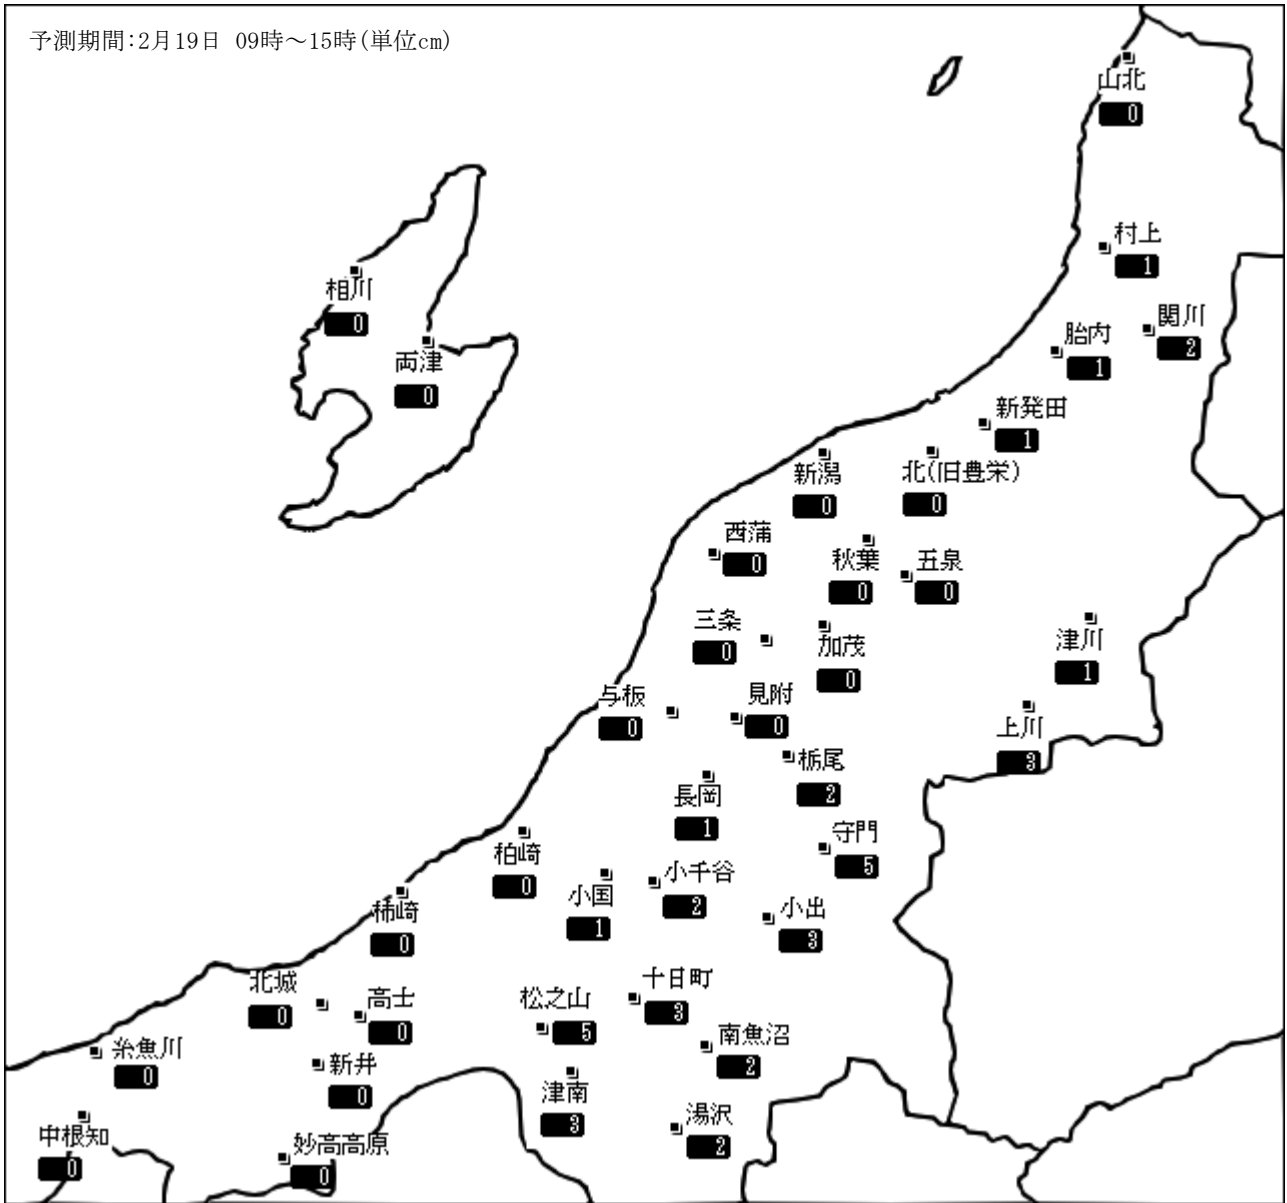 予測期間:2月19日 09時～15時(単位cm)
山北
0
村上
1
関川
2
胎内
1
相川
0
両津
0
新発田
1
新潟
0
北(旧豊栄)
0
西蒲
0
秋葉
0
五泉
0
三条
0
加茂
0
津川
1
与板
0
見附
0
上川
3
栃尾
2
長岡
1
守門
5
柏崎
0
小国
1
小千谷
2
小出
3
柿崎
0
北城
0
高士
0
松之山
5
十日町
3
南魚沼
2
糸魚川
0
新井
0
津南
3
湯沢
2
中根知
0
妙高高原
0